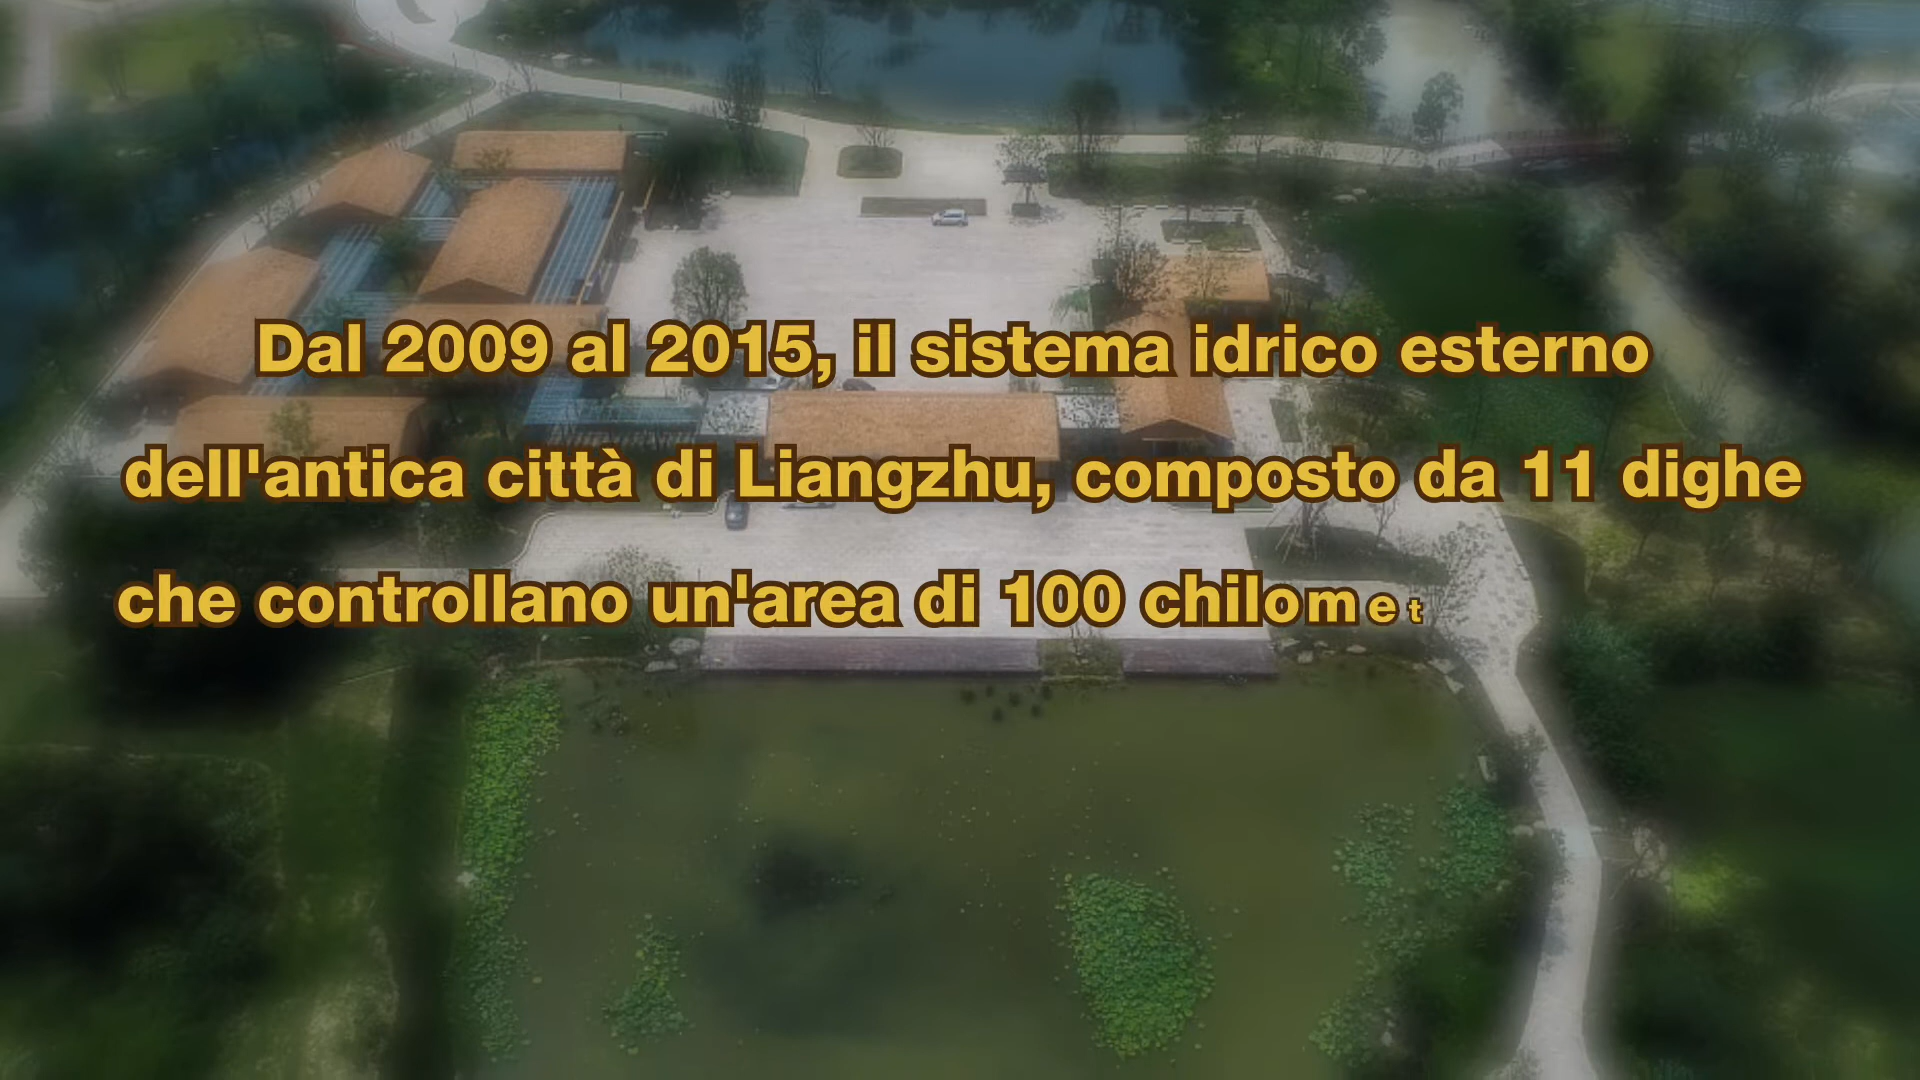 Dal 2009 al 2015, il sistema idrico esterno
dell'antica città di Liangzhu, composto da 11 dighe
che controllano un'area di 100 chilomet